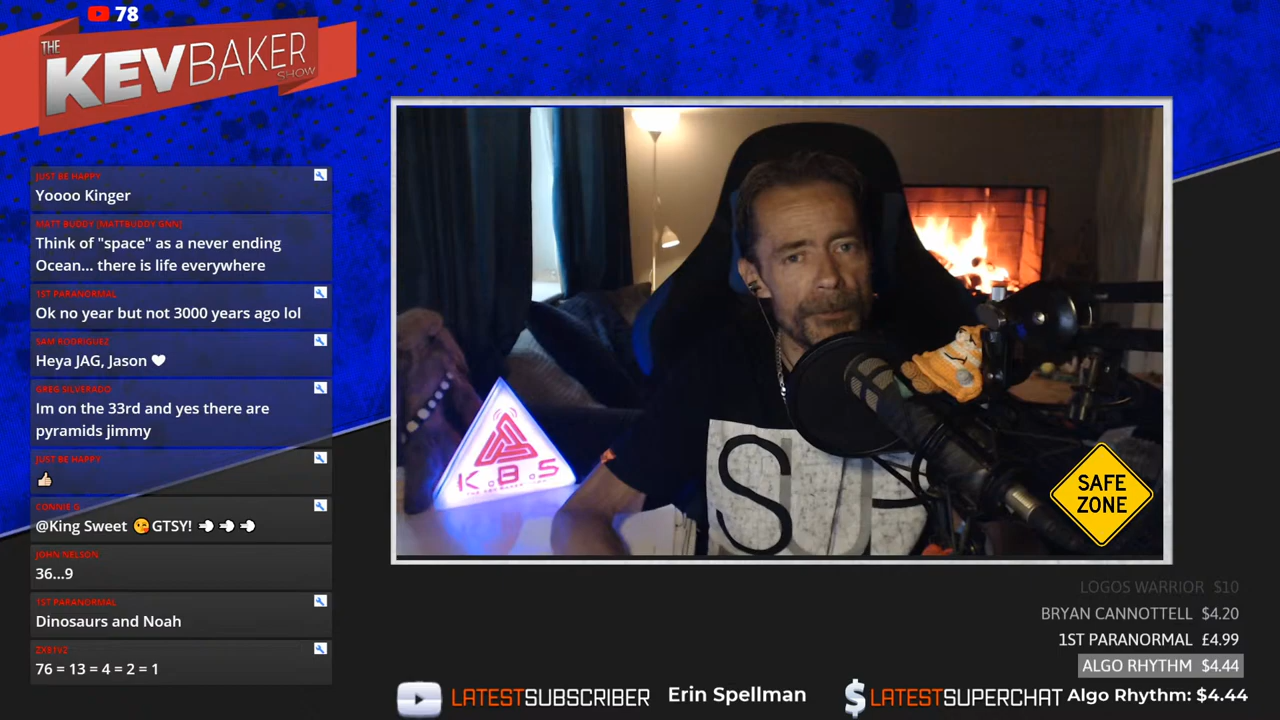 78
THE
KEVBAKER
SHOW
JUST BE HAPPY
Yoooo Kinger
MATT BUDDY (MATTBUDDY GNN)
Think of "space" as a never ending
Ocean... there is life everywhere
1ST PARANORMAL
Ok no year but not 3000 years ago lol
SAM RODRIGUEZ
Heya JAG, Jason 🤍
GREG SILVERADO
Im on the 33rd and yes there are
pyramids jimmy
JUST BE HAPPY
👍🏻
CONNIE G
@King Sweet 😘GTSY! 💨 💨 💨
JOHN NELSON
36...9
1ST PARANORMAL
Dinosaurs and Noah
ZXB1V2
76 = 13 = 4 = 2 = 1
K.B.S
SAFE
ZONE
LOGOS WARRIOR $10
BRYAN CANNOTTELL $4.20
1ST PARANORMAL £4.99
ALGO RHYTHM $4.44
LATESTSUBSCRIBER Erin Spellman
$ LATESTSUPERCHAT Algo Rhythm: $4.44